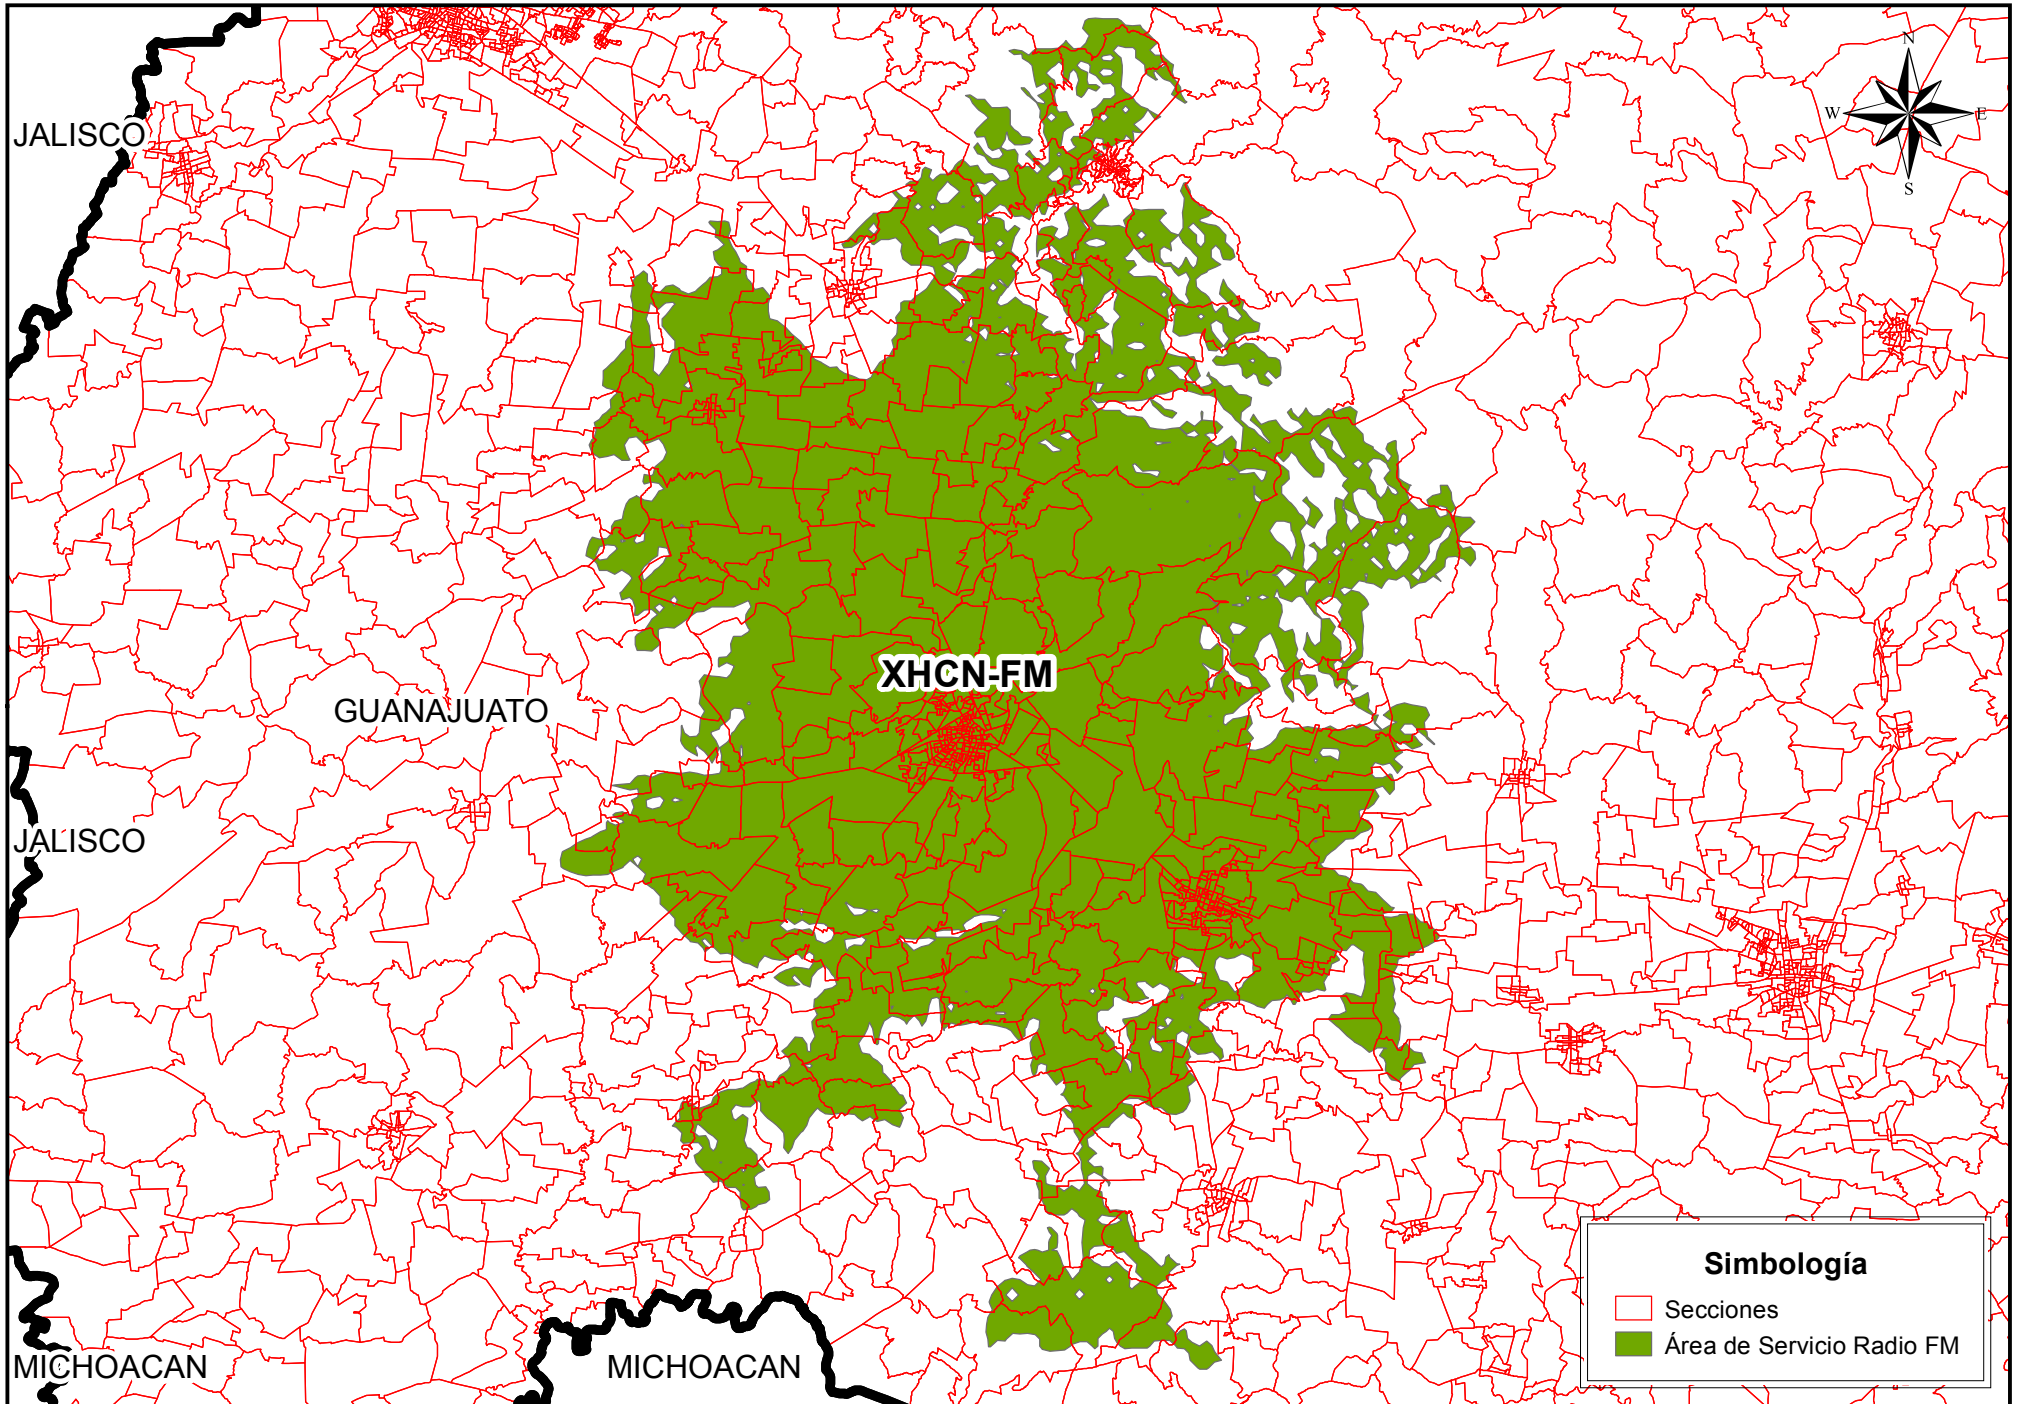 N
W
E
S
JALISCO
XHCN-FM
GUANAJUATO
JALISCO
Simbología
Secciones
Área de Servicio Radio FM
MICHOACAN
MICHOACAN